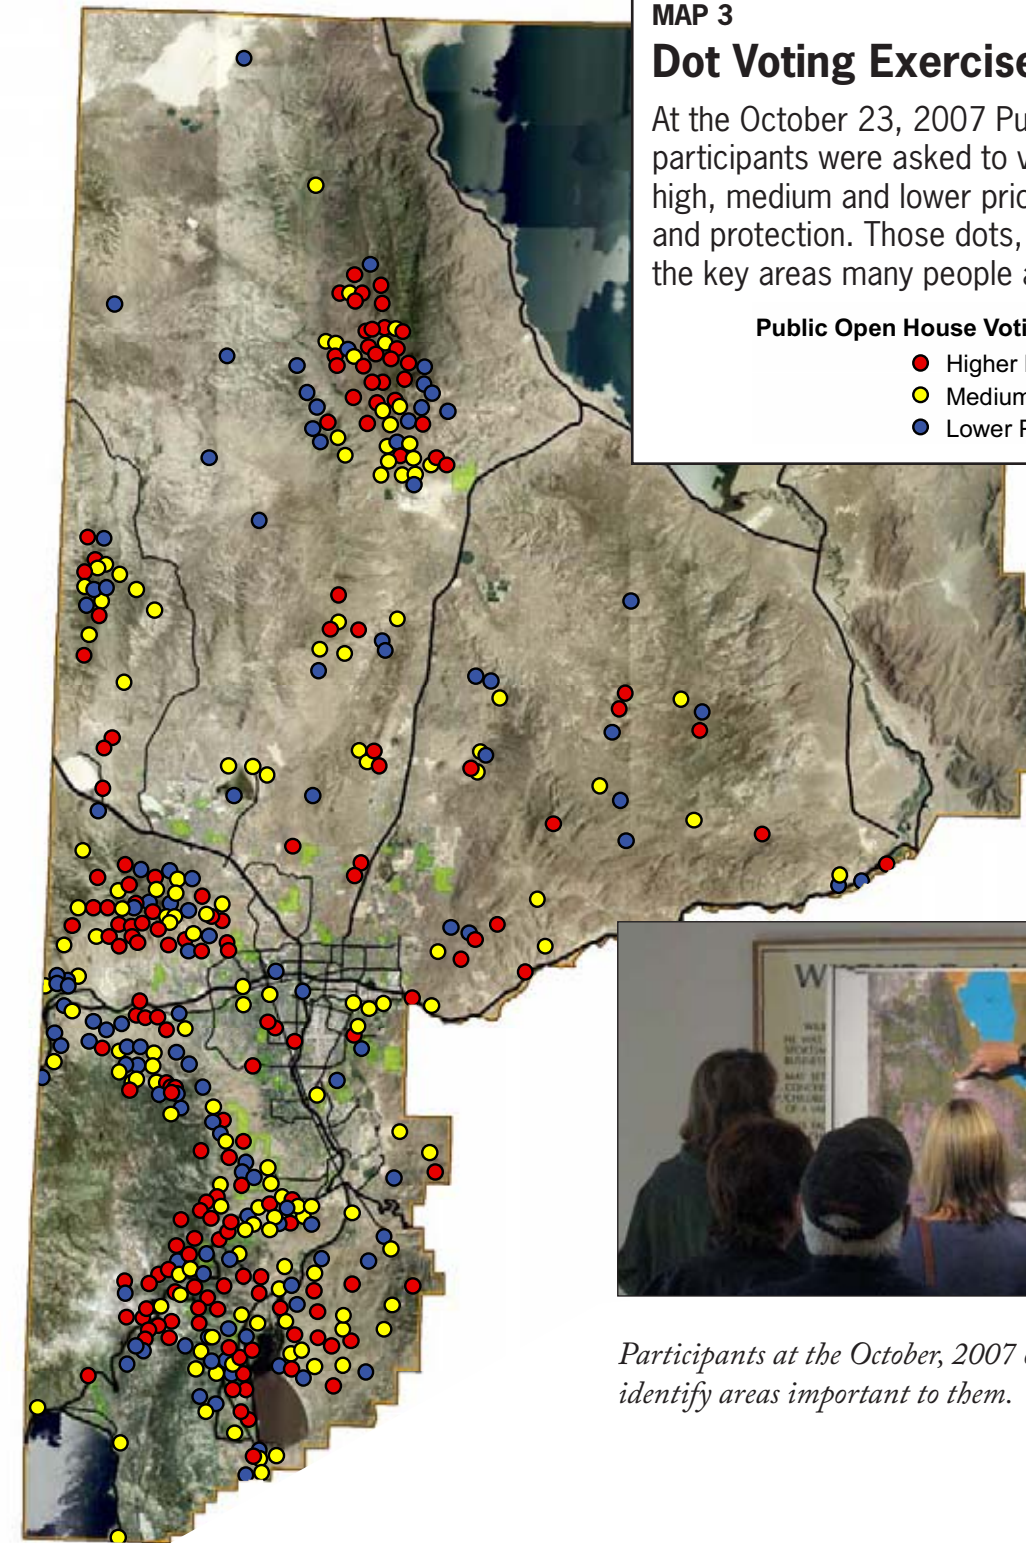 MAP 3
Dot Voting Exercise
At the October 23, 2007 Pu
participants were asked to v
high, medium and lower prio
and protection. Those dots,
the key areas many people a
Public Open House Voti
Higher
Medium
Lower
W
Participants at the October, 2007
identify areas important to them.